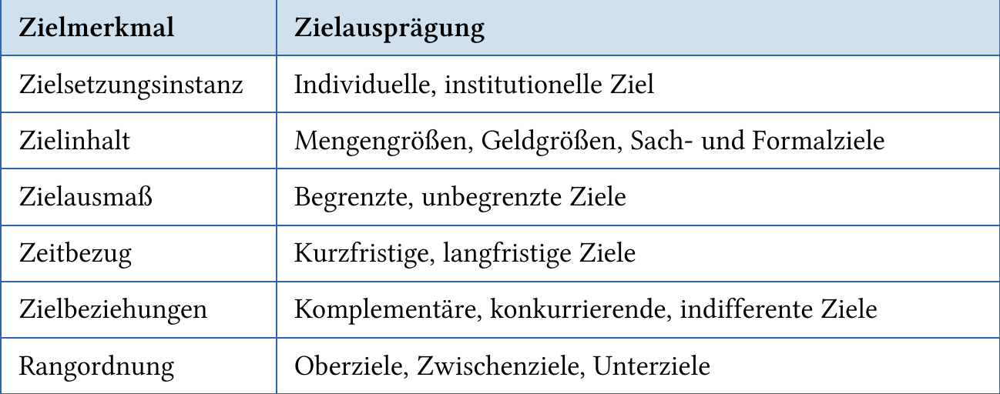 Zielmerkmal Zielausprägung
Zielsetzungsinstanz Individuelle, institutionelle Ziel
Zielinhalt Mengengrößen, Geldgrößen, Sach- und Formalziele
Zielausmaß Begrenzte, unbegrenzte Ziele
Zeitbezug Kurzfristige, langfristige Ziele
Zielbeziehungen Komplementäre, konkurrierende, indifferente Ziele
Rangordnung Oberziele, Zwischenziele, Unterziele